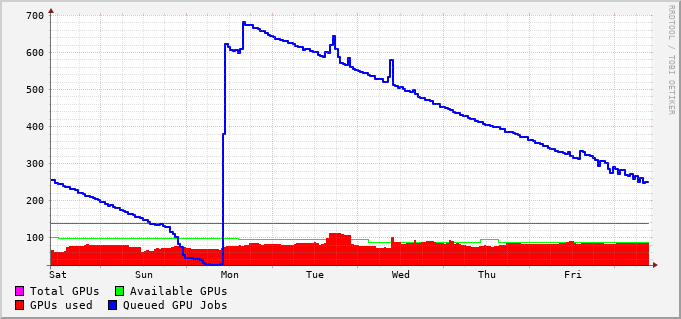 700
600
500
400
300
200
100
Sat Sun Mon Tue Wed Thu Fri
Total GPUs Available GPUs
GPUs used Queued GPU Jobs
RRDTOOL / TOBI OETIKER